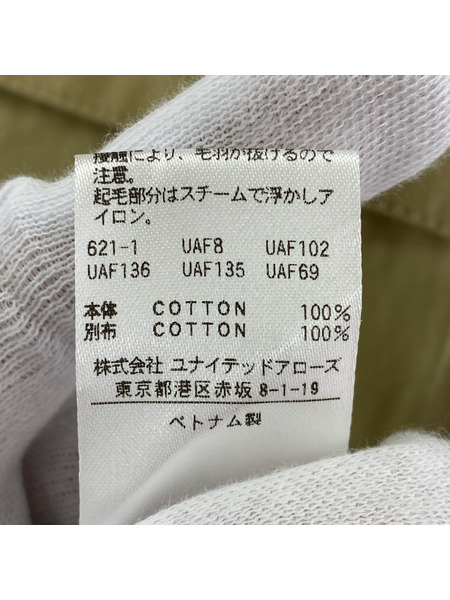 接触により、毛羽が抜けるので
注意。
起毛部分はスチームで浮かしア
イロン。
621-1 UAF8 UAF102
UAF136 UAF135 UAF69
本体 COTTON 100%
別布 COTTON 100%
株式会社 ユナイテッドアローズ
東京都港区赤坂 8-1-19
ベトナム製